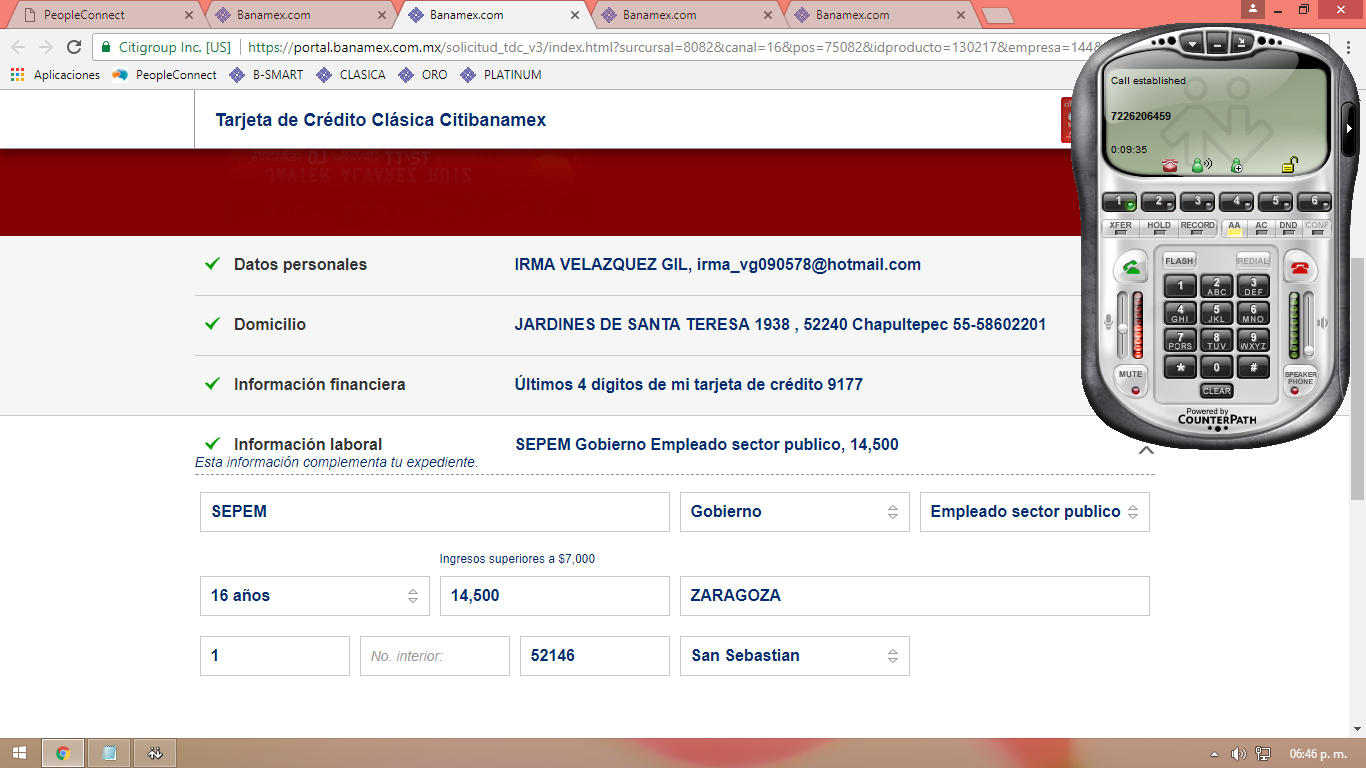 PeopleConnect
Banamex.com
Banamex.com
Banamex.com
Banamex.com
Citigroup Inc. [US] https://portal.banamex.com.mx/solicitud_tdc_v3/index.html?sursursal=8082&canal=16&pos=75082&idproducto=130217&empresa=144&
Aplicaciones PeopleConnect B-SMART CLASICA ORO PLATINUM
Tarjeta de Crédito Clásica Citibanamex
JAVIER ALVAREZ RUIZ
Datos personales IRMA VELAZQUEZ GIL, irma_vg090578@hotmail.com
Domicilio JARDINES DE SANTA TERESA 1938 , 52240 Chapultepec 55-58602201
Información financiera Últimos 4 dígitos de mi tarjeta de crédito 9177
Información laboral SEPEM Gobierno Empleado sector publico, 14,500
Esta información complementa tu expediente.
SEPEM Gobierno Empleado sector publico
Ingresos superiores a $7,000
16 años 14,500 ZARAGOZA
1 No. interior: 52146 San Sebastian
Call established
7226206459
0:09:35
1 2 3 4 5 6
XFER HOLD RECORD AA AC DND CONF
FLASH REDIAL
1 2 ABC 3 DEF
4 GHI 5 JKL 6 MNO
7 PQRS 8 TUV 9 WXYZ
* 0 #
MUTE CLEAR SPEAKER PHONE
Powered by
COUNTERPATH
06:46 p. m.